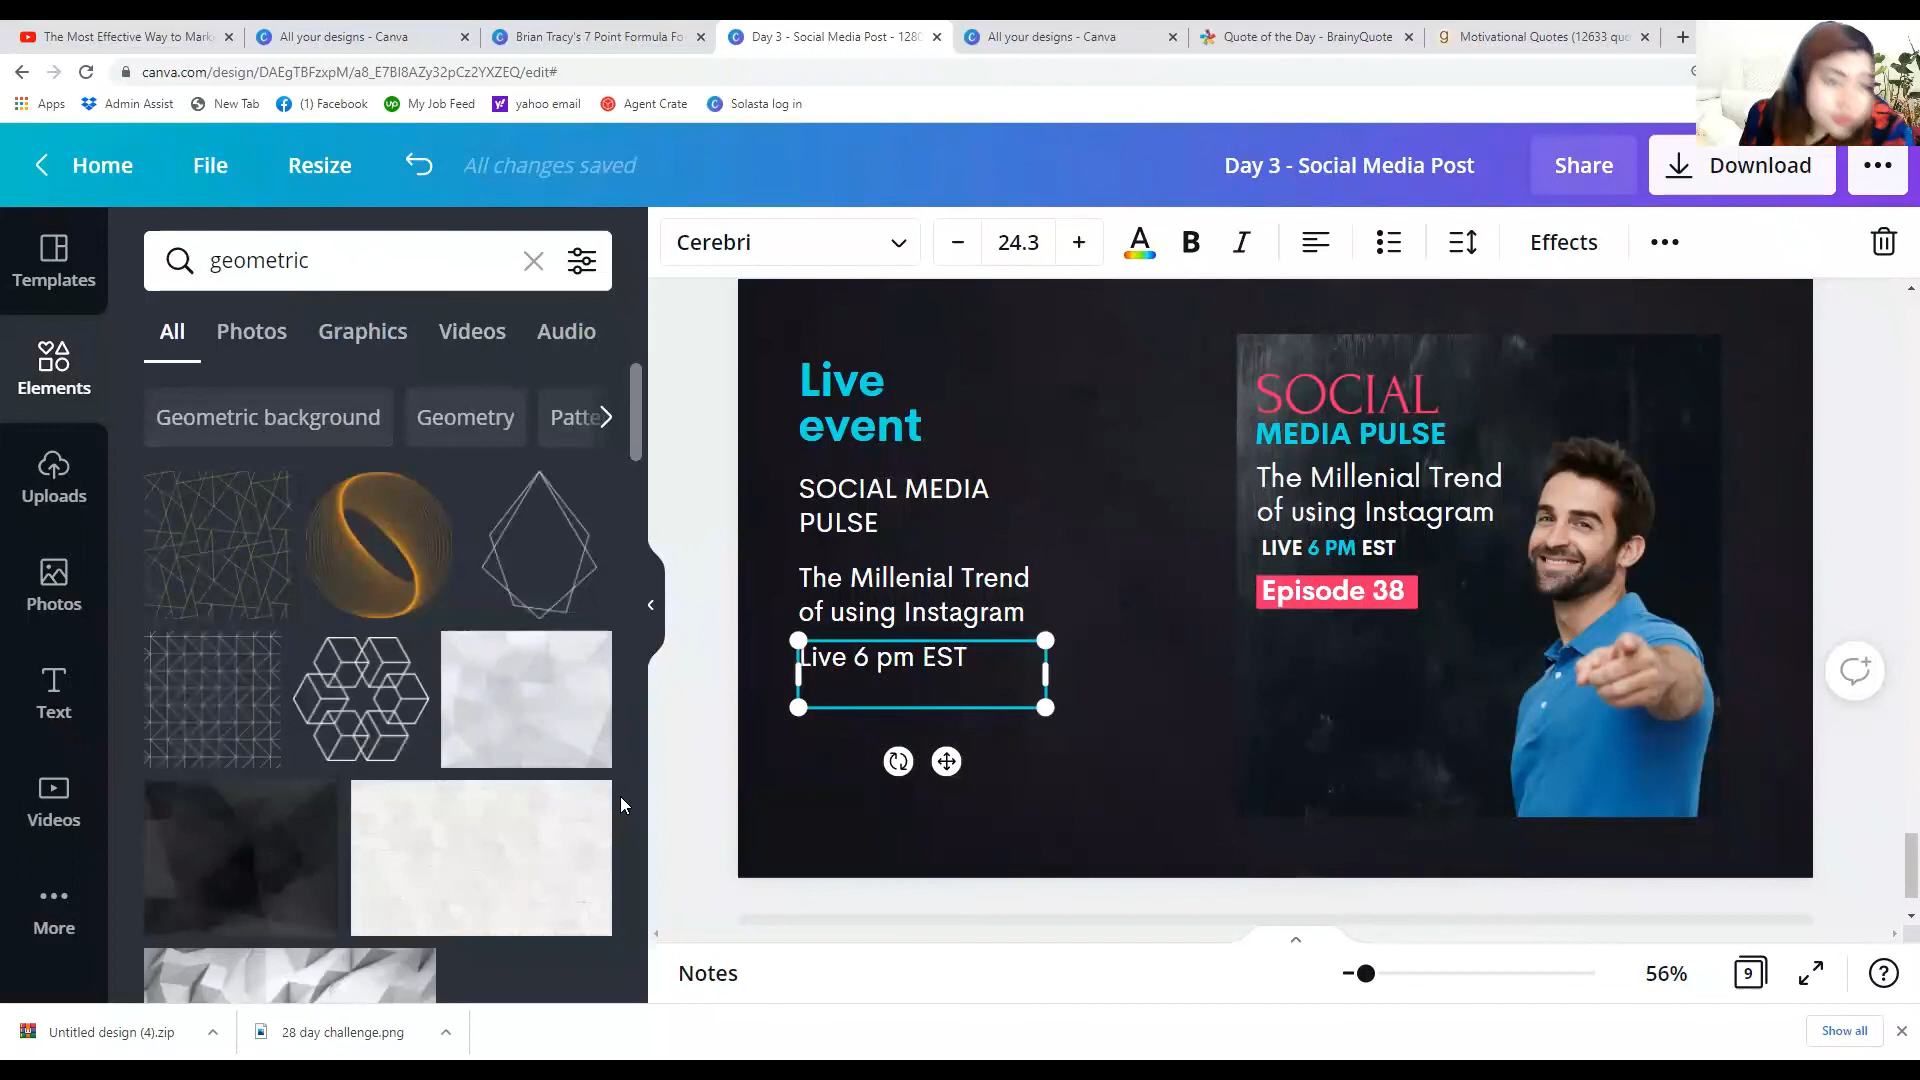 The Most Effective Way to Mark
All your designs - Canva
Brian Tracy's 7 Point Formula Fo
Day 3 - Social Media Post - 1280
All your designs - Canva
Quote of the Day - BrainyQuote
Motivational Quotes (12633 quo
canva.com/design/DAEgTBFzxpM/a8_E7BI8AZy32pCz2YXZEQ/edit#
Apps
Admin Assist
New Tab
(1) Facebook
My Job Feed
yahoo email
Agent Crate
Solasta log in
Home
File
Resize
All changes saved
Day 3 - Social Media Post
Share
Download
Templates
Elements
Uploads
Photos
Text
Videos
More
geometric
All
Photos
Graphics
Videos
Audio
Geometric background
Geometry
Patte
Cerebri
24.3
A
B
I
Effects
Live
event
SOCIAL MEDIA
PULSE
The Millenial Trend
of using Instagram
Live 6 pm EST
SOCIAL
MEDIA PULSE
The Millenial Trend
of using Instagram
LIVE 6 PM EST
Episode 38
Notes
56%
9
Untitled design (4).zip
28 day challenge.png
Show all